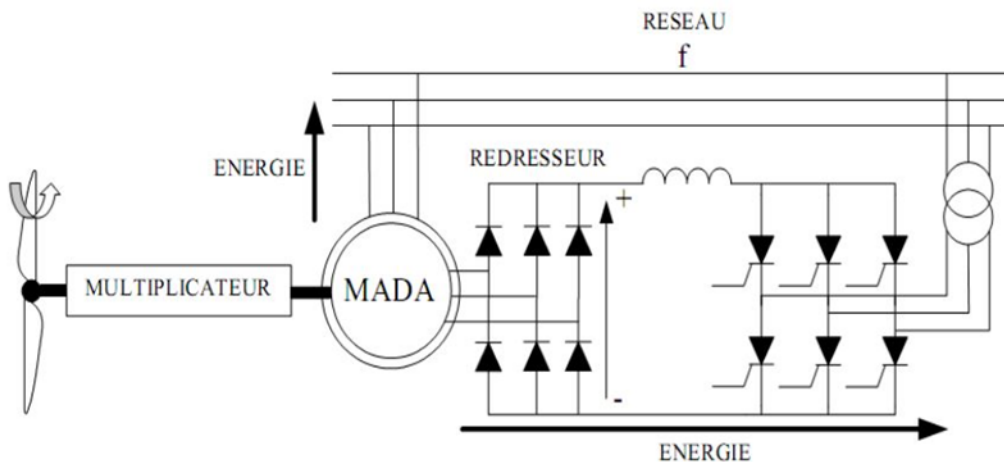 RESEAU
f
ENERGIE
REDRESSEUR
+
MULTIPLICATEUR
MADA
-
ENERGIE